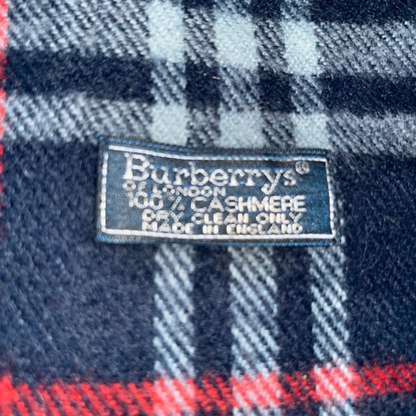 Burberrys®
OF LONDON
100% CASHMERE
DRY CLEAN ONLY
MADE IN ENGLAND